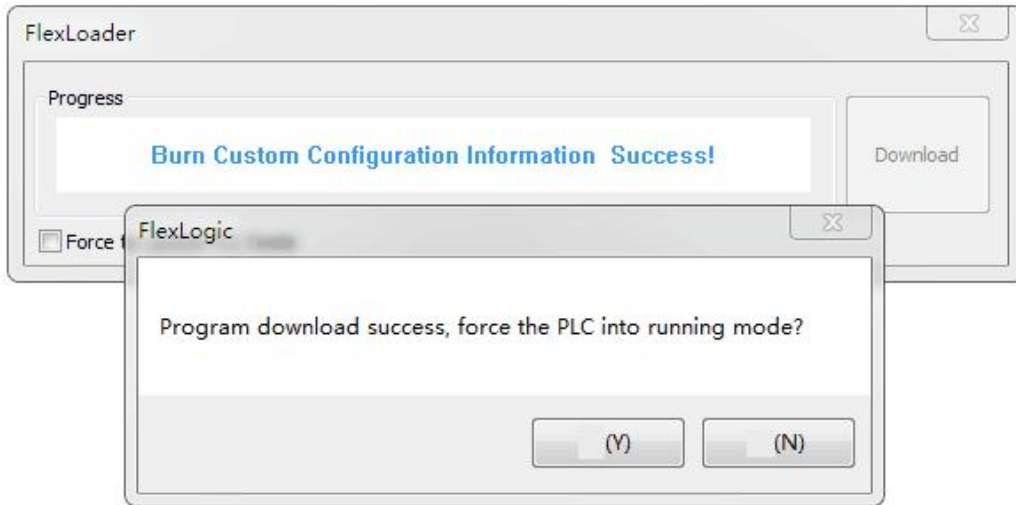 FlexLoader
Progress
Burn Custom Configuration Information Success!
Download
Force
FlexLogic
Program download success, force the PLC into running mode?
(Y)
(N)